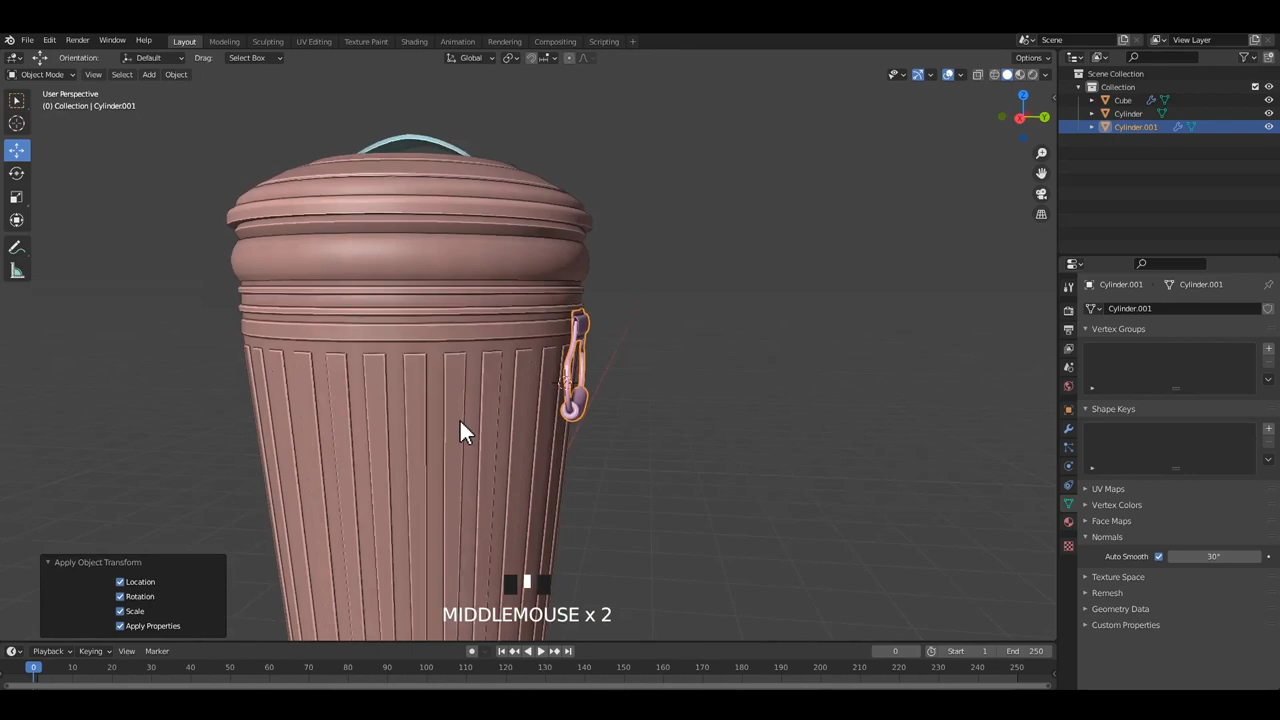 File Edit Render Window Help Layout Modeling Sculpting UV Editing Texture Paint Shading Animation Rendering Compositing Scripting + Scene View Layer
Orientation: Default Drag: Select Box Global Options
Object Mode View Select Add Object
Scene Collection
Collection
Cube
Cylinder
Cylinder.001
User Perspective
(0) Collection | Cylinder001
X
Y
Z
Cylinder.001 Cylinder.001
Cylinder.001
Vertex Groups
Shape Keys
UV Maps
Vertex Colors
Face Maps
Normals
Auto Smooth 30°
Texture Space
Remesh
Geometry Data
Custom Properties
Apply Object Transform
Location
Rotation
Scale
Apply Properties
MIDDLEMOUSE x 2
Playback Keying View Marker 0 Start 1 End 250
0 10 20 30 40 50 60 70 80 90 100 110 120 130 140 150 160 170 180 190 200 210 220 230 240 250